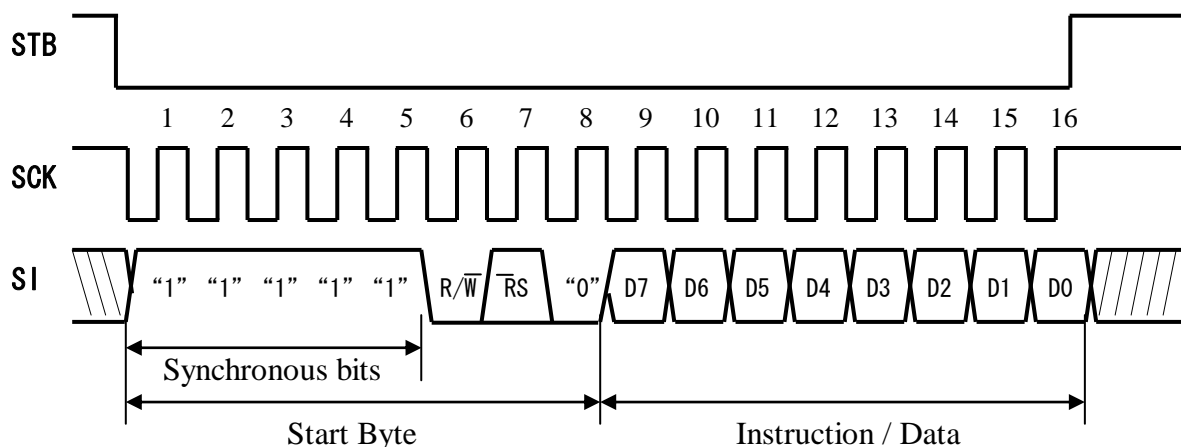 STB
1 2 3 4 5 6 7 8 9 10 11 12 13 14 15 16
SCK
SI “1” “1” “1” “1” “1” R/W̅ R̅S “0” D7 D6 D5 D4 D3 D2 D1 D0
Synchronous bits
Start Byte Instruction / Data